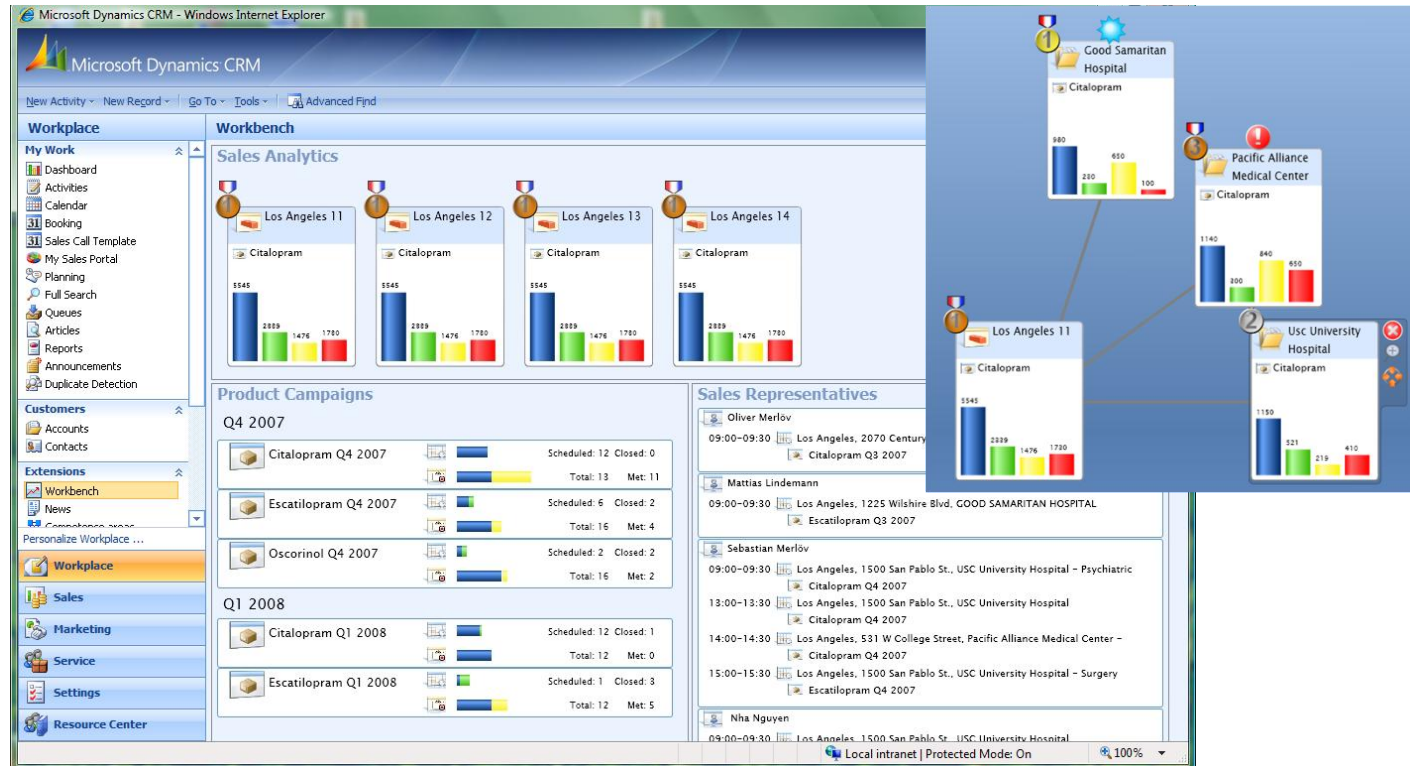 Microsoft Dynamics CRM - Windows Internet Explorer
Microsoft Dynamics CRM
New Activity New Record Go To Tools Advanced Find
Workplace
My Work
Dashboard
Activities
Calendar
31 Booking
31 Sales Call Template
My Sales Portal
Planning
Full Search
Queues
Articles
Reports
Announcements
Duplicate Detection
Customers
Accounts
Contacts
Extensions
Workbench
News
Competence areas
Personalize Workplace ...
Workplace
Sales
Marketing
Service
Settings
Resource Center
Workbench
Sales Analytics
1 Los Angeles 11
Citalopram
5545 1476 1780
1 Los Angeles 12
Citalopram
5545 1476 1780
1 Los Angeles 13
Citalopram
5545 1476 1780
1 Los Angeles 14
Citalopram
5545 1476 1780
Product Campaigns
Q4 2007
Citalopram Q4 2007 Scheduled: 12 Closed: 0
Total: 13 Met: 11
Escatilopram Q4 2007 Scheduled: 6 Closed: 2
Total: 16 Met: 4
Oscorinol Q4 2007 Scheduled: 2 Closed: 2
Total: 16 Met: 2
Q1 2008
Citalopram Q1 2008 Scheduled: 12 Closed: 1
Total: 12 Met: 0
Escatilopram Q1 2008 Scheduled: 1 Closed: 3
Total: 12 Met: 5
Sales Representatives
Oliver Merlöv
09:00-09:30 Los Angeles, 2070 Century
Citalopram Q3 2007
Mattias Lindemann
09:00-09:30 Los Angeles, 1225 Wilshire Blvd, GOOD SAMARITAN HOSPITAL
Escatilopram Q3 2007
Sebastian Merlöv
09:00-09:30 Los Angeles, 1500 San Pablo St., USC University Hospital - Psychiatric
Citalopram Q4 2007
13:00-13:30 Los Angeles, 1500 San Pablo St., USC University Hospital
Citalopram Q4 2007
14:00-14:30 Los Angeles, 531 W College Street, Pacific Alliance Medical Center -
Citalopram Q4 2007
15:00-15:30 Los Angeles, 1500 San Pablo St., USC University Hospital - Surgery
Escatilopram Q4 2007
Nha Nguyen
09:00-09:30 Los Angeles, 1500 San Pablo St., USC University Hospital
1 Good Samaritan
Hospital
Citalopram
980 650 100
3 Pacific Alliance
Medical Center
Citalopram
1140 840 650
1 Los Angeles 11
Citalopram
5545 1476
2 Usc University
Hospital
Citalopram
1150 521 219 410
Local intranet | Protected Mode: On 100%